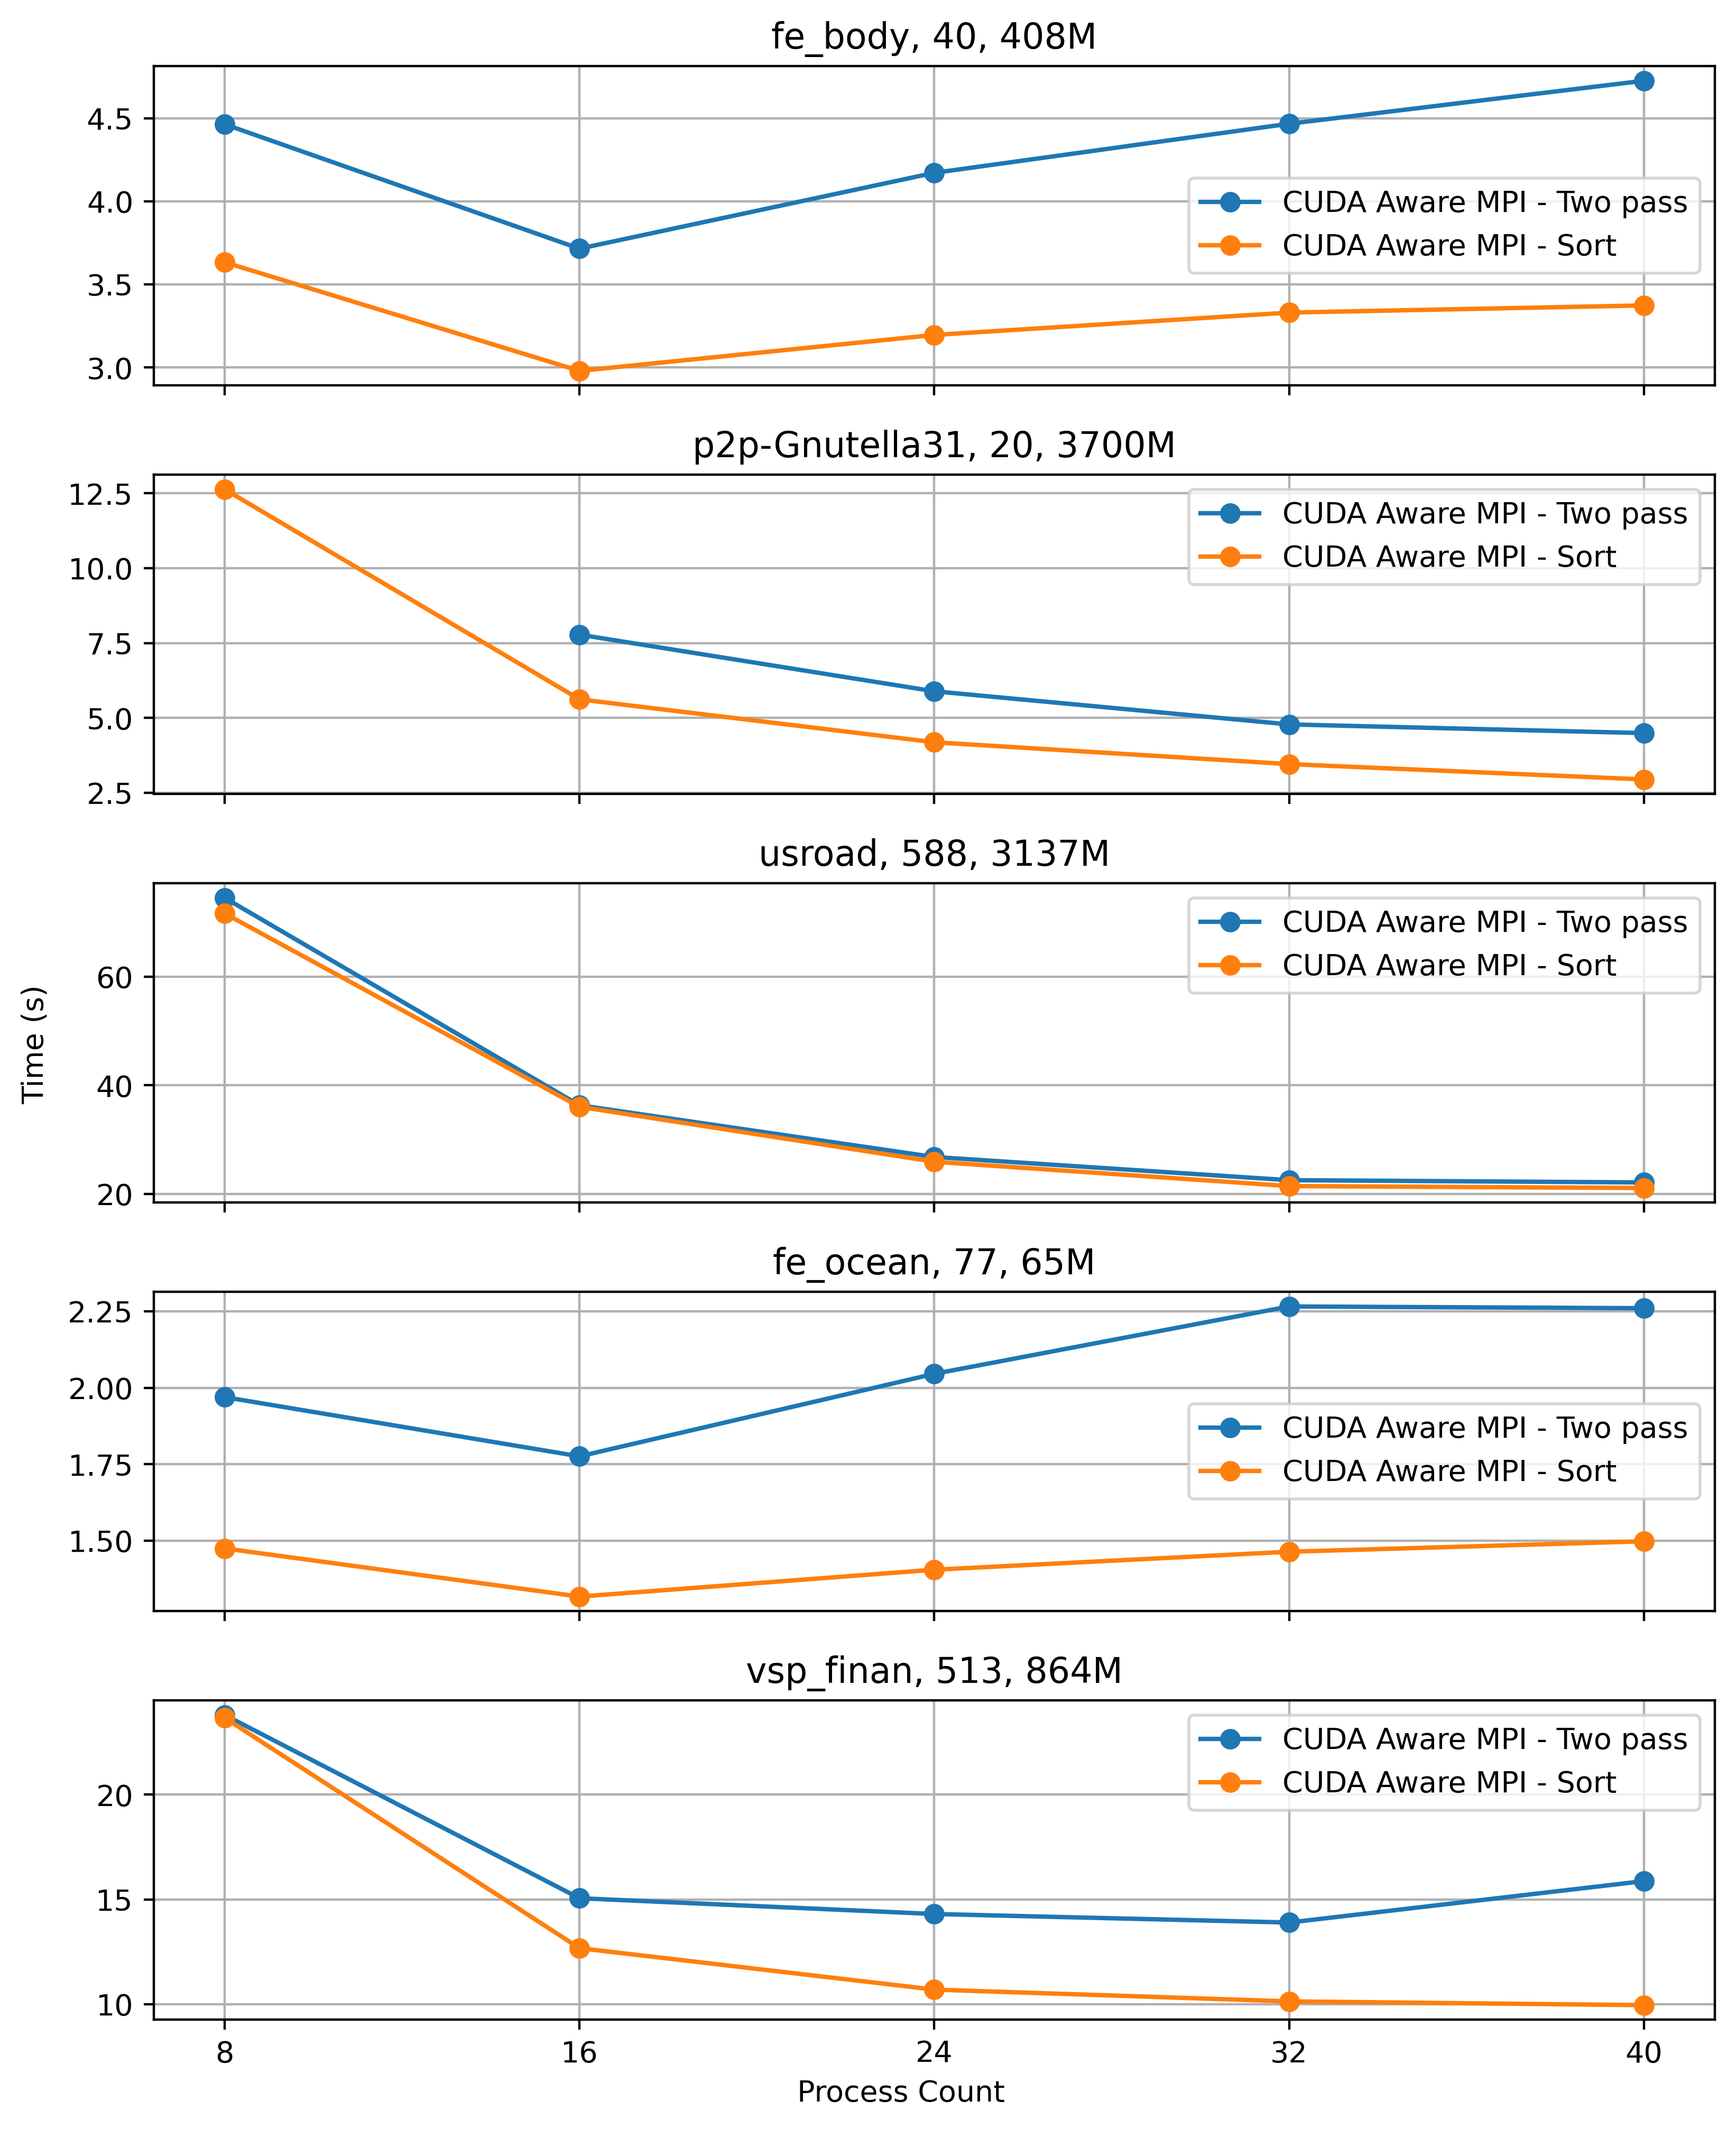 fe_body, 40, 408M
4.5
4.0
3.5
3.0
CUDA Aware MPI - Two pass
CUDA Aware MPI - Sort
p2p-Gnutella31, 20, 3700M
12.5
10.0
7.5
5.0
2.5
CUDA Aware MPI - Two pass
CUDA Aware MPI - Sort
usroad, 588, 3137M
Time (s)
60
40
20
CUDA Aware MPI - Two pass
CUDA Aware MPI - Sort
fe_ocean, 77, 65M
2.25
2.00
1.75
1.50
CUDA Aware MPI - Two pass
CUDA Aware MPI - Sort
vsp_finan, 513, 864M
20
15
10
CUDA Aware MPI - Two pass
CUDA Aware MPI - Sort
8 16 24 32 40
Process Count